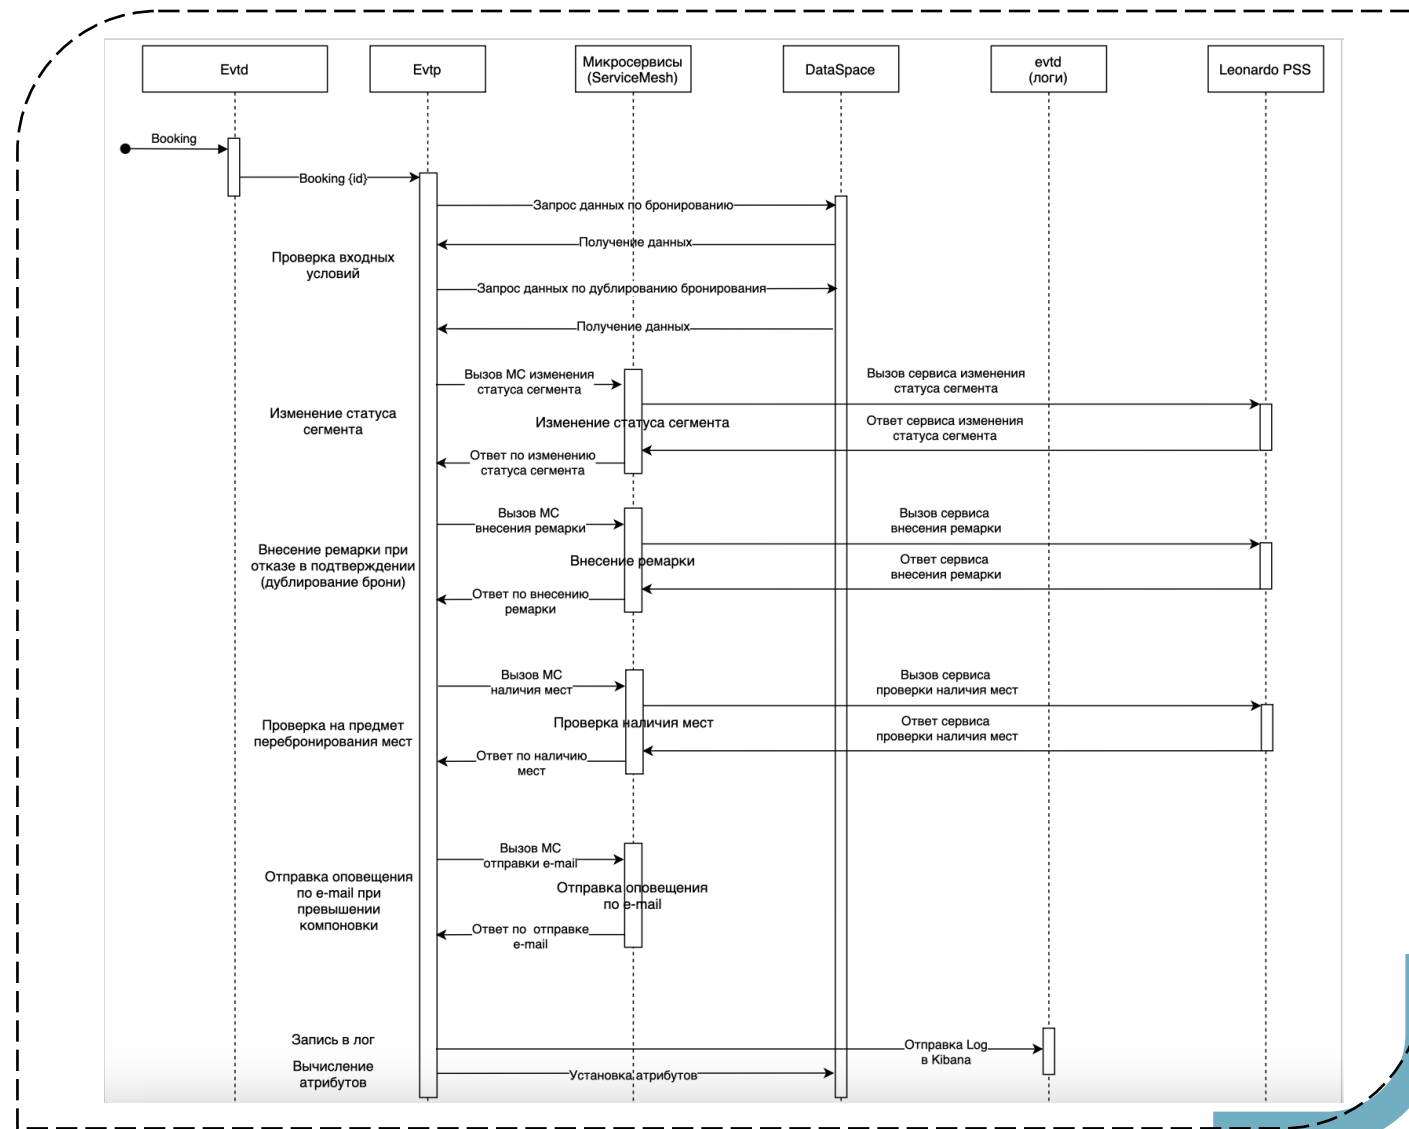 Evtd
Evtp
Микросервисы
(ServiceMesh)
DataSpace
evtd
(логи)
Leonardo PSS
Booking
Booking {id}
Запрос данных по бронированию
Получение данных
Проверка входных
условий
Запрос данных по дублированию бронирования
Получение данных
Вызов МС изменения
статуса сегмента
Вызов сервиса изменения
статуса сегмента
Изменение статуса
сегмента
Изменение статуса сегмента
Ответ сервиса изменения
статуса сегмента
Ответ по изменению
статуса сегмента
Вызов МС
внесения ремарки
Вызов сервиса
внесения ремарки
Внесение ремарки при
отказе в подтверждении
(дублирование брони)
Внесение ремарки
Ответ сервиса
внесения ремарки
Ответ по внесению
ремарки
Вызов МС
наличия мест
Вызов сервиса
проверки наличия мест
Проверка на предмет
перебронирования мест
Проверка наличия мест
Ответ сервиса
проверки наличия мест
Ответ по наличию
мест
Вызов МС
отправки e-mail
Отправка оповещения
по e-mail при
превышении
компоновки
Отправка оповещения
по e-mail
Ответ по отправке
e-mail
Запись в лог
Отправка Log
в Kibana
Вычисление
атрибутов
Установка атрибутов